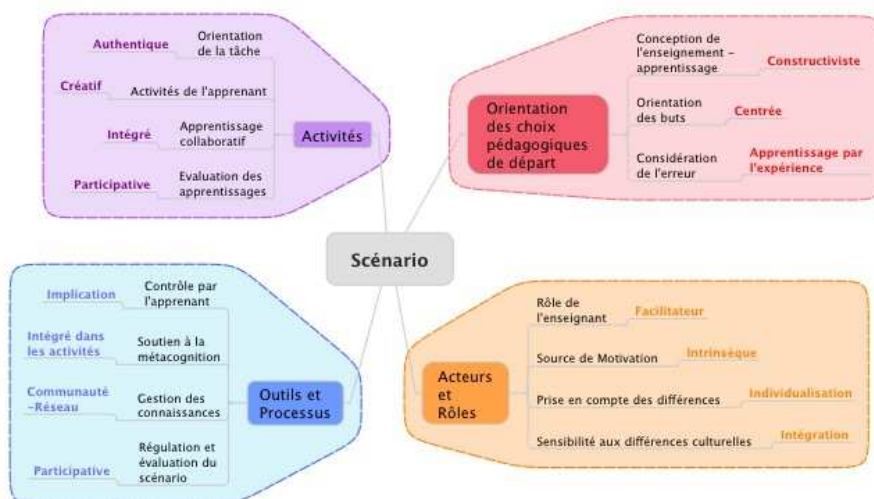 Authentique
Orientation
de la tâche
Créatif
Activités de l'apprenant
Intégré
Apprentissage
collaboratif
Participative
Evaluation des
apprentissages
Activités
Orientation
des choix
pédagogiques
de départ
Conception de
l'enseignement -
apprentissage
Constructiviste
Orientation
des buts
Centrée
Considération
de l'erreur
Apprentissage par
l'expérience
Scénario
Implication
Contrôle par
l'apprenant
Intégré dans
les activités
Soutien à la
métacognition
Communauté
-Réseau
Gestion des
connaissances
Participative
Régulation et
évaluation du
scénario
Outils et
Processus
Acteurs
et
Rôles
Rôle de
l'enseignant
Facilitateur
Source de Motivation
Intrinsèque
Prise en compte des différences
Individualisation
Sensibilité aux différences culturelles
Intégration